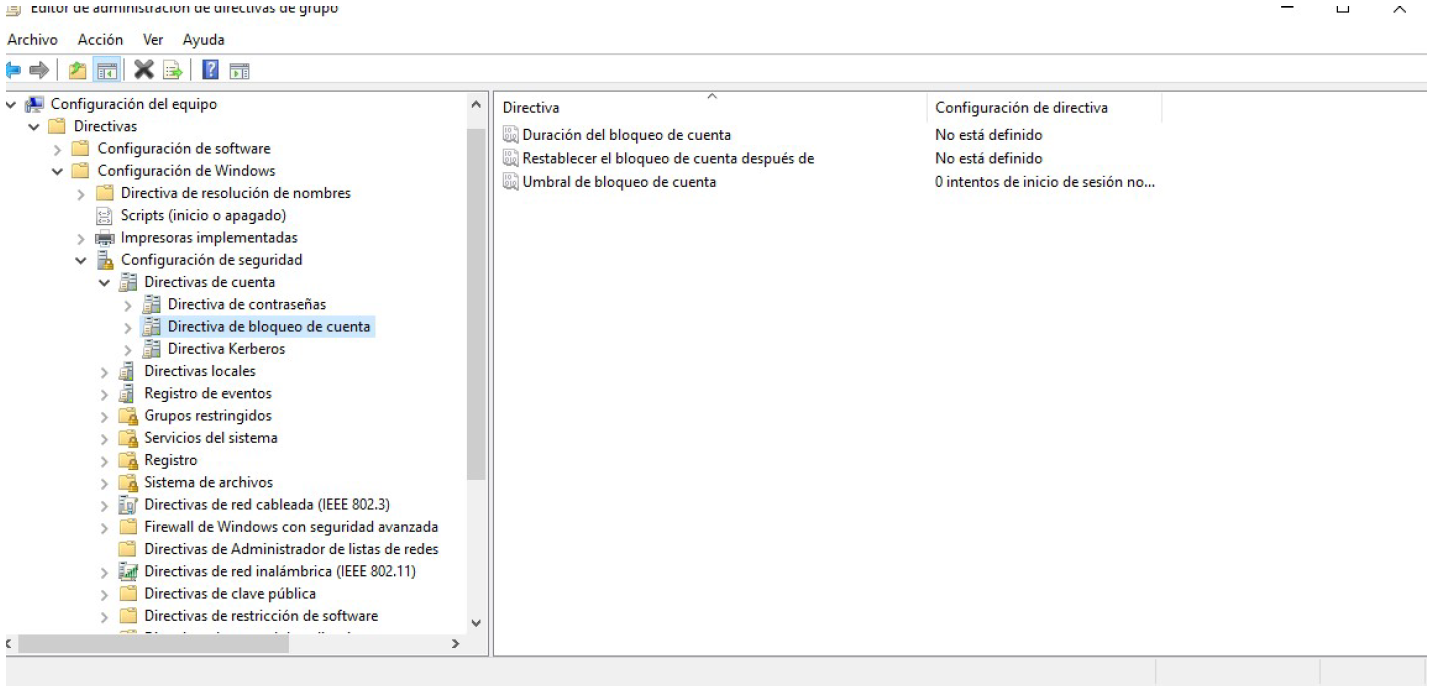 Editor de administración de directivas de grupo
Archivo Acción Ver Ayuda
Configuración del equipo
Directivas
Configuración de software
Configuración de Windows
Directiva de resolución de nombres
Scripts (inicio o apagado)
Impresoras implementadas
Configuración de seguridad
Directivas de cuenta
Directiva de contraseñas
Directiva de bloqueo de cuenta
Directiva Kerberos
Directivas locales
Registro de eventos
Grupos restringidos
Servicios del sistema
Registro
Sistema de archivos
Directivas de red cableada (IEEE 802.3)
Firewall de Windows con seguridad avanzada
Directivas de Administrador de listas de redes
Directivas de red inalámbrica (IEEE 802.11)
Directivas de clave pública
Directivas de restricción de software
Directiva Configuración de directiva
Duración del bloqueo de cuenta No está definido
Restablecer el bloqueo de cuenta después de No está definido
Umbral de bloqueo de cuenta 0 intentos de inicio de sesión no...